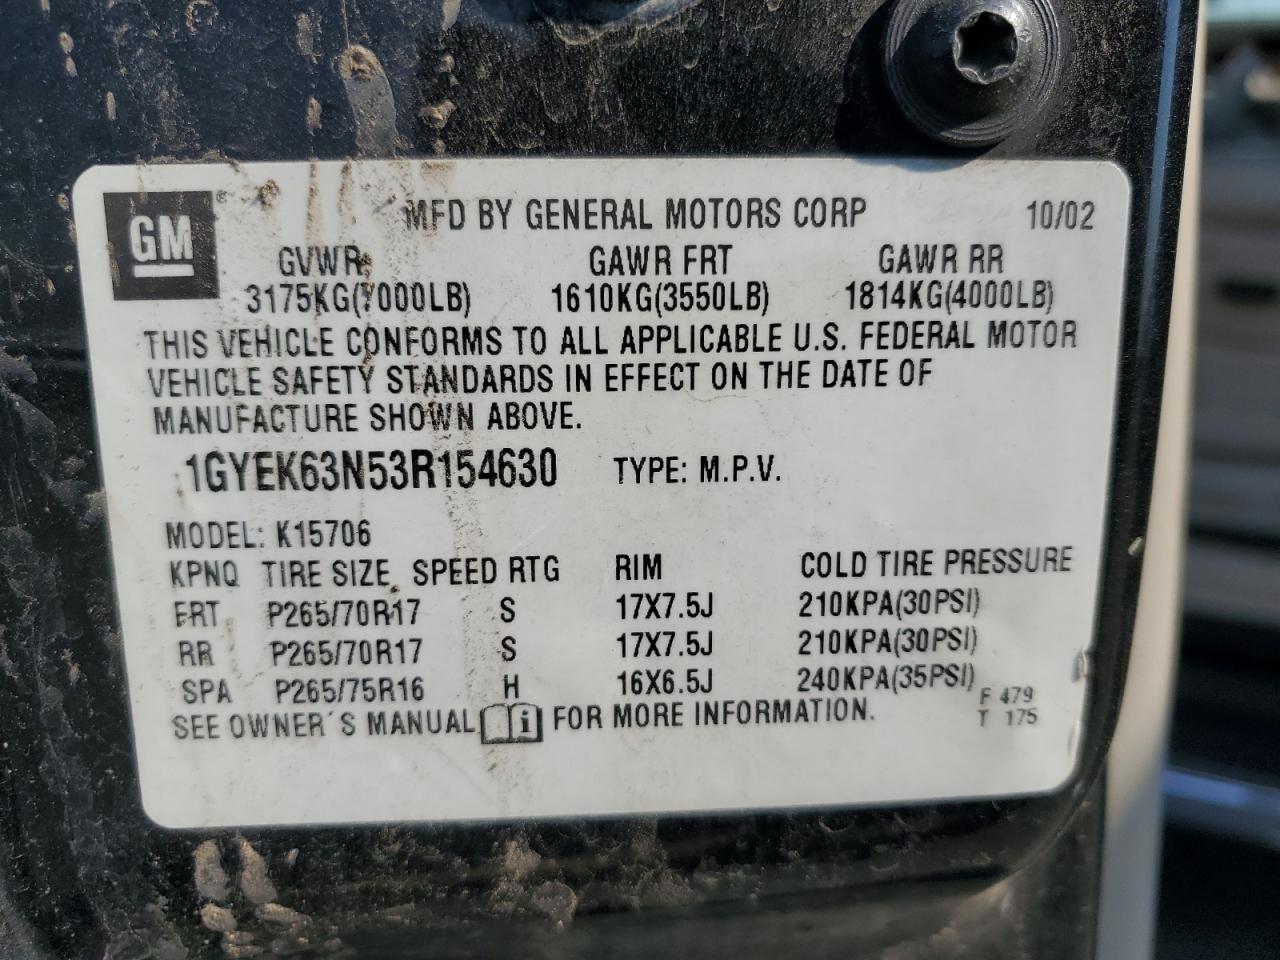 GM
MFD BY GENERAL MOTORS CORP 10/02
GVWR GAWR FRT GAWR RR
3175KG(7000LB) 1610KG(3550LB) 1814KG(4000LB)
THIS VEHICLE CONFORMS TO ALL APPLICABLE U.S. FEDERAL MOTOR
VEHICLE SAFETY STANDARDS IN EFFECT ON THE DATE OF
MANUFACTURE SHOWN ABOVE.
1GYEK63N53R154630 TYPE: M.P.V.
MODEL: K15706
KPNQ TIRE SIZE SPEED RTG RIM COLD TIRE PRESSURE
FRT P265/70R17 S 17X7.5J 210KPA(30PSI)
RR P265/70R17 S 17X7.5J 210KPA(30PSI)
SPA P265/75R16 H 16X6.5J 240KPA(35PSI)
F 479
SEE OWNER'S MANUAL i FOR MORE INFORMATION.
T 175